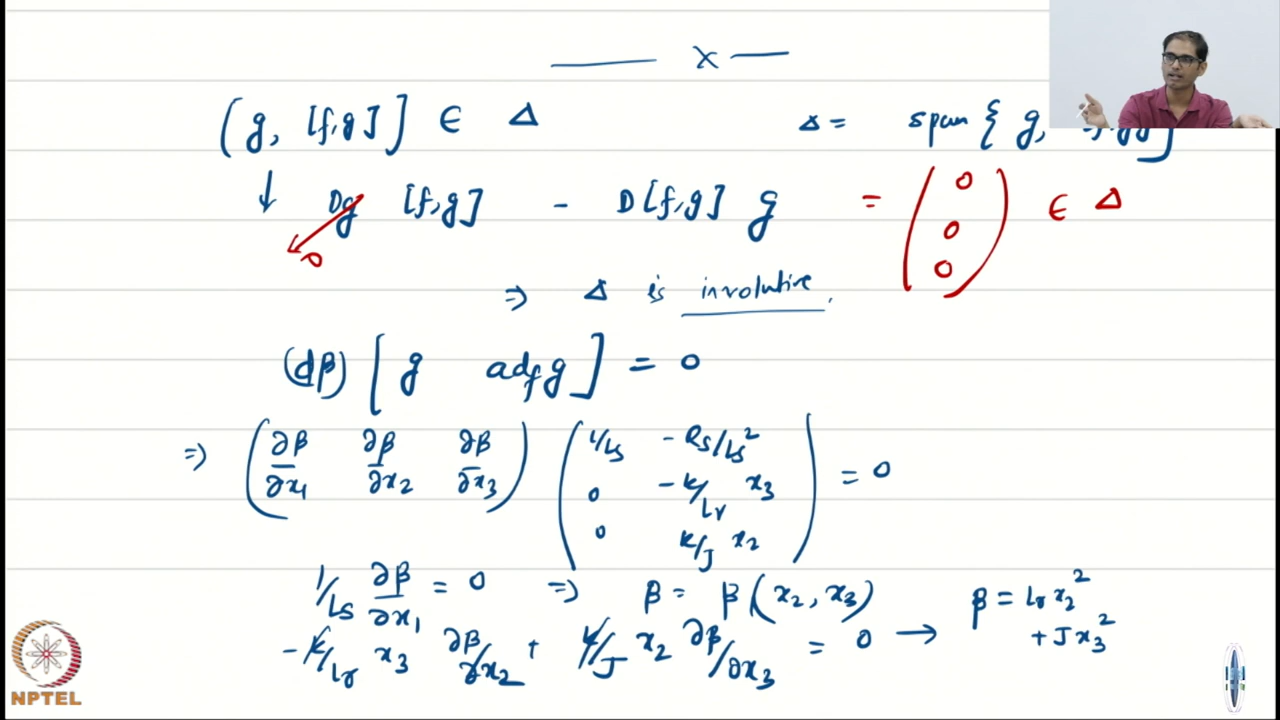 —— x ——
[g, [f,g]] ∈ Δ Δ = span { g,
↓ Dg [f,g] - D[f,g] g = (0 0 0) ∈ Δ
0
⇒ Δ is involutive.
(dβ) [ g ad_f g ] = 0
⇒ (∂β/∂x₁ ∂β/∂x₂ ∂β/∂x₃) (1/Ls -Rs/Ls² 0 -k/Lr x₃ 0 k/J x₂) = 0
1/Ls ∂β/∂x₁ = 0 ⇒ β = β(x₂, x₃)
-k/Lr x₃ ∂β/∂x₂ + k/J x₂ ∂β/∂x₃ = 0 → β = Lr x₂² + J x₃²
NPTEL